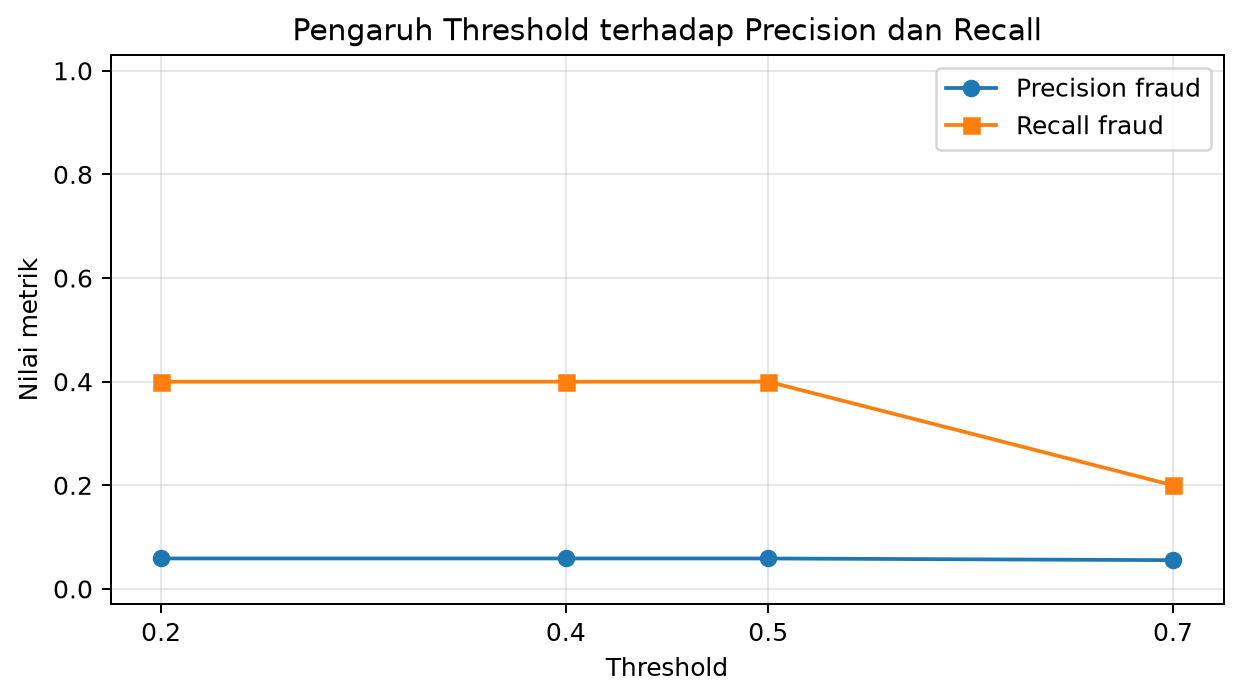 Pengaruh Threshold terhadap Precision dan Recall
Precision fraud
Recall fraud
Nilai metrik
1.0
0.8
0.6
0.4
0.2
0.0
0.2 0.4 0.5 0.7
Threshold